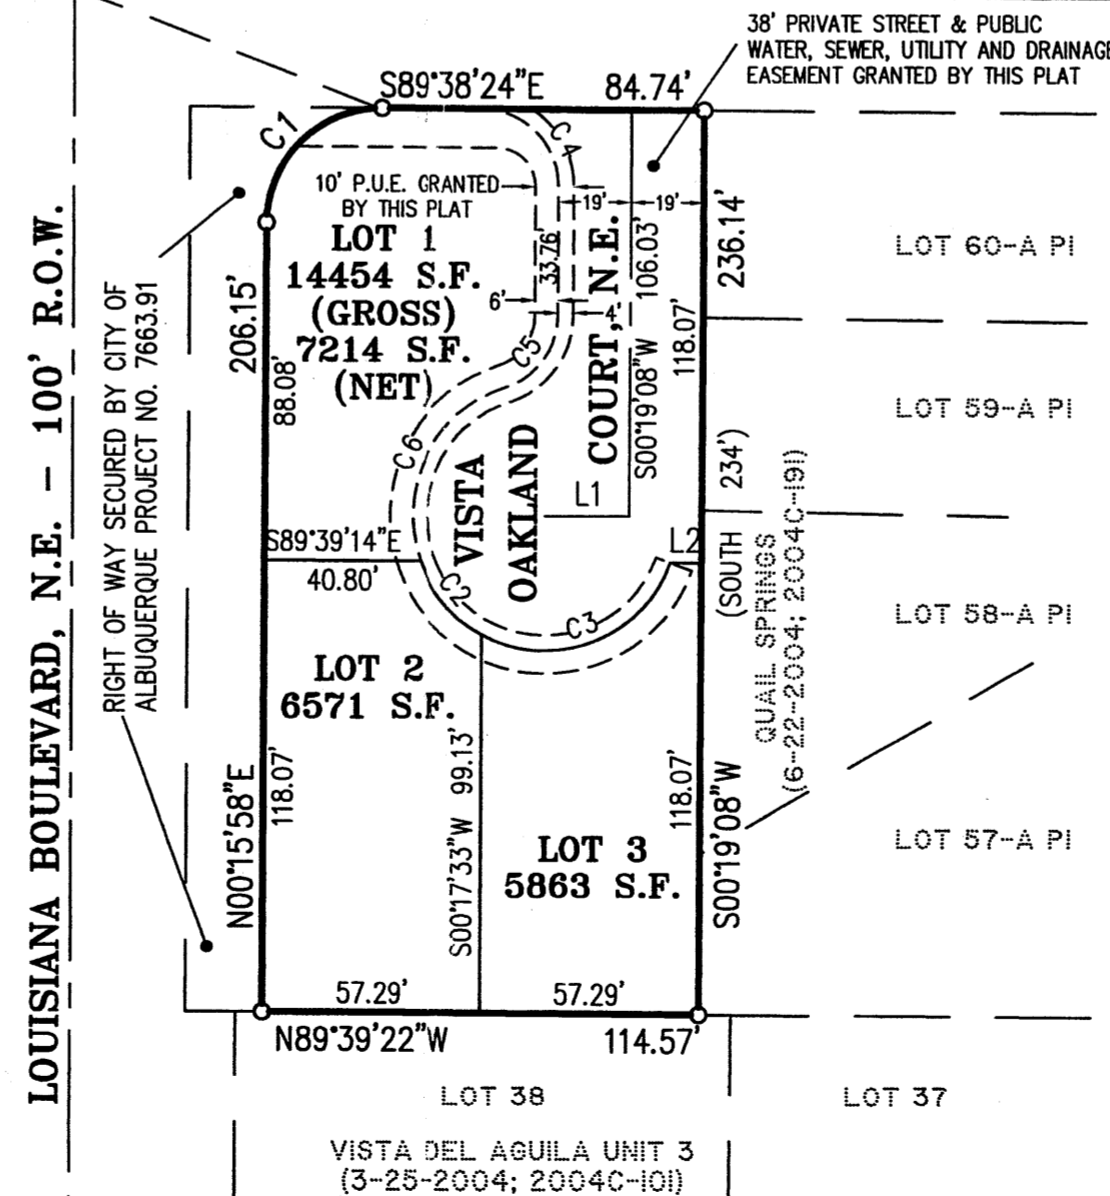 38' PRIVATE STREET & PUBLIC
WATER, SEWER, UTILITY AND DRAINAGE
EASEMENT GRANTED BY THIS PLAT
S89°38'24"E
84.74'
C1
C4
10' P.U.E. GRANTED
BY THIS PLAT
19'
19'
LOT 1
14454 S.F.
(GROSS)
7214 S.F.
(NET)
33.76
6'
4'
C5
C6
206.15'
88.08'
S00°19'08"W 106.03'
236.14'
118.07'
LOT 60-A P1
LOT 59-A P1
LOT 58-A P1
LOT 57-A P1
LOUISIANA BOULEVARD, N.E. - 100' R.O.W.
RIGHT OF WAY SECURED BY CITY OF
ALBUQUERQUE PROJECT NO. 7663.91
VISTA
OAKLAND
COURT, N.E.
L1
L2
S89°39'14"E
40.80'
C2
C3
(SOUTH 234')
QUAIL SPRINGS
(6-22-2004; 2004C-191)
LOT 2
6571 S.F.
S00°17'33"W 99.13'
N00°15'58"E
118.07'
LOT 3
5863 S.F.
118.07'
S00°19'08"W
57.29'
57.29'
N89°39'22"W
114.57'
LOT 38
LOT 37
VISTA DEL AGUILA UNIT 3
(3-25-2004; 2004C-101)